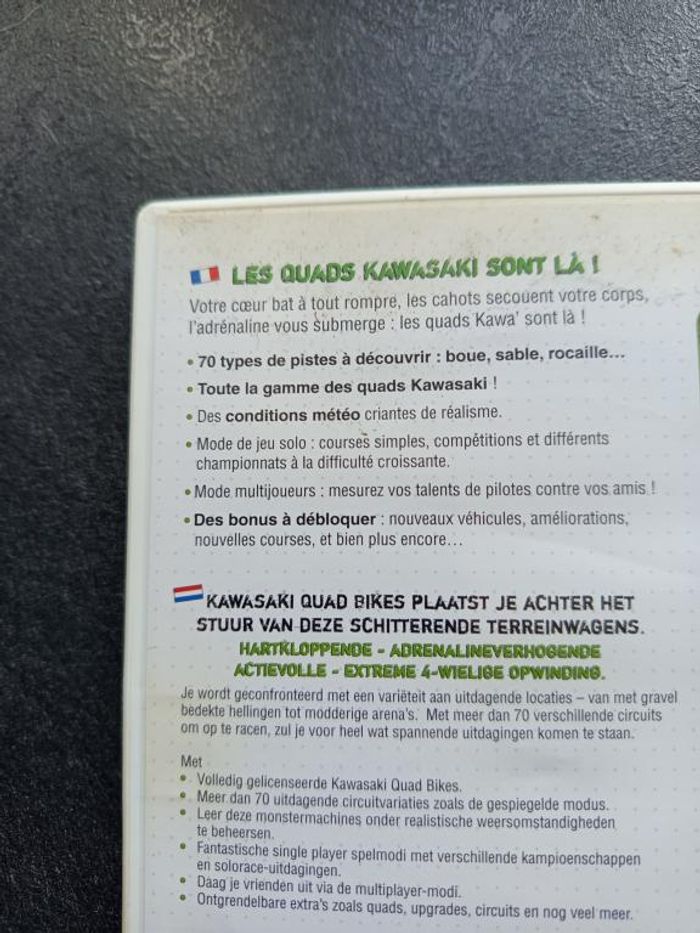 LES QUADS KAWASAKI SONT LÀ !
Votre cœur bat à tout rompre, les cahots secouent votre corps,
l'adrénaline vous submerge : les quads Kawa' sont là !
• 70 types de pistes à découvrir : boue, sable, rocaille...
• Toute la gamme des quads Kawasaki !
• Des conditions météo criantes de réalisme.
• Mode de jeu solo : courses simples, compétitions et différents
championnats à la difficulté croissante.
• Mode multijoueurs : mesurez vos talents de pilotes contre vos amis !
• Des bonus à débloquer : nouveaux véhicules, améliorations,
nouvelles courses, et bien plus encore...
KAWASAKI QUAD BIKES PLAATST JE ACHTER HET
STUUR VAN DEZE SCHITTERENDE TERREINWAGENS.
HARTKLOPPENDE - ADRENALINEVERHOGENDE
ACTIEVOLLE - EXTREME 4-WIELIGE OPWINDING.
Je wordt geconfronteerd met een variëteit aan uitdagende locaties – van met gravel
bedekte hellingen tot modderige arena's. Met meer dan 70 verschillende circuits
om op te racen, zul je voor heel wat spannende uitdagingen komen te staan.
Met
• Volledig gelicenseerde Kawasaki Quad Bikes.
• Meer dan 70 uitdagende circuitvariaties zoals de gespiegelde modus.
• Leer deze monstermachines onder realistische weersomstandigheden
te beheersen.
• Fantastische single player spelmodi met verschillende kampioenschappen
en solorace-uitdagingen.
• Daag je vrienden uit via de multiplayer-modi.
• Ontgrendelbare extra's zoals quads, upgrades, circuits en nog veel meer.